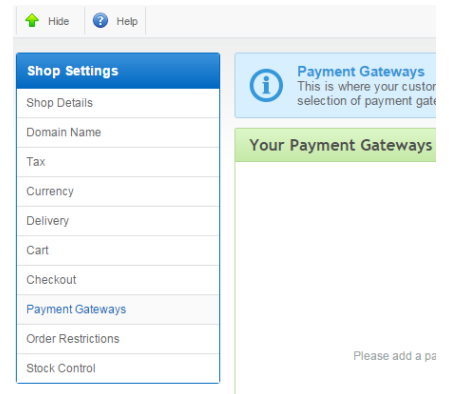 Hide Help
Shop Settings
Shop Details
Domain Name
Tax
Currency
Delivery
Cart
Checkout
Payment Gateways
Order Restrictions
Stock Control
Payment Gateways
This is where your custor
selection of payment gate
Your Payment Gateways
Please add a pa